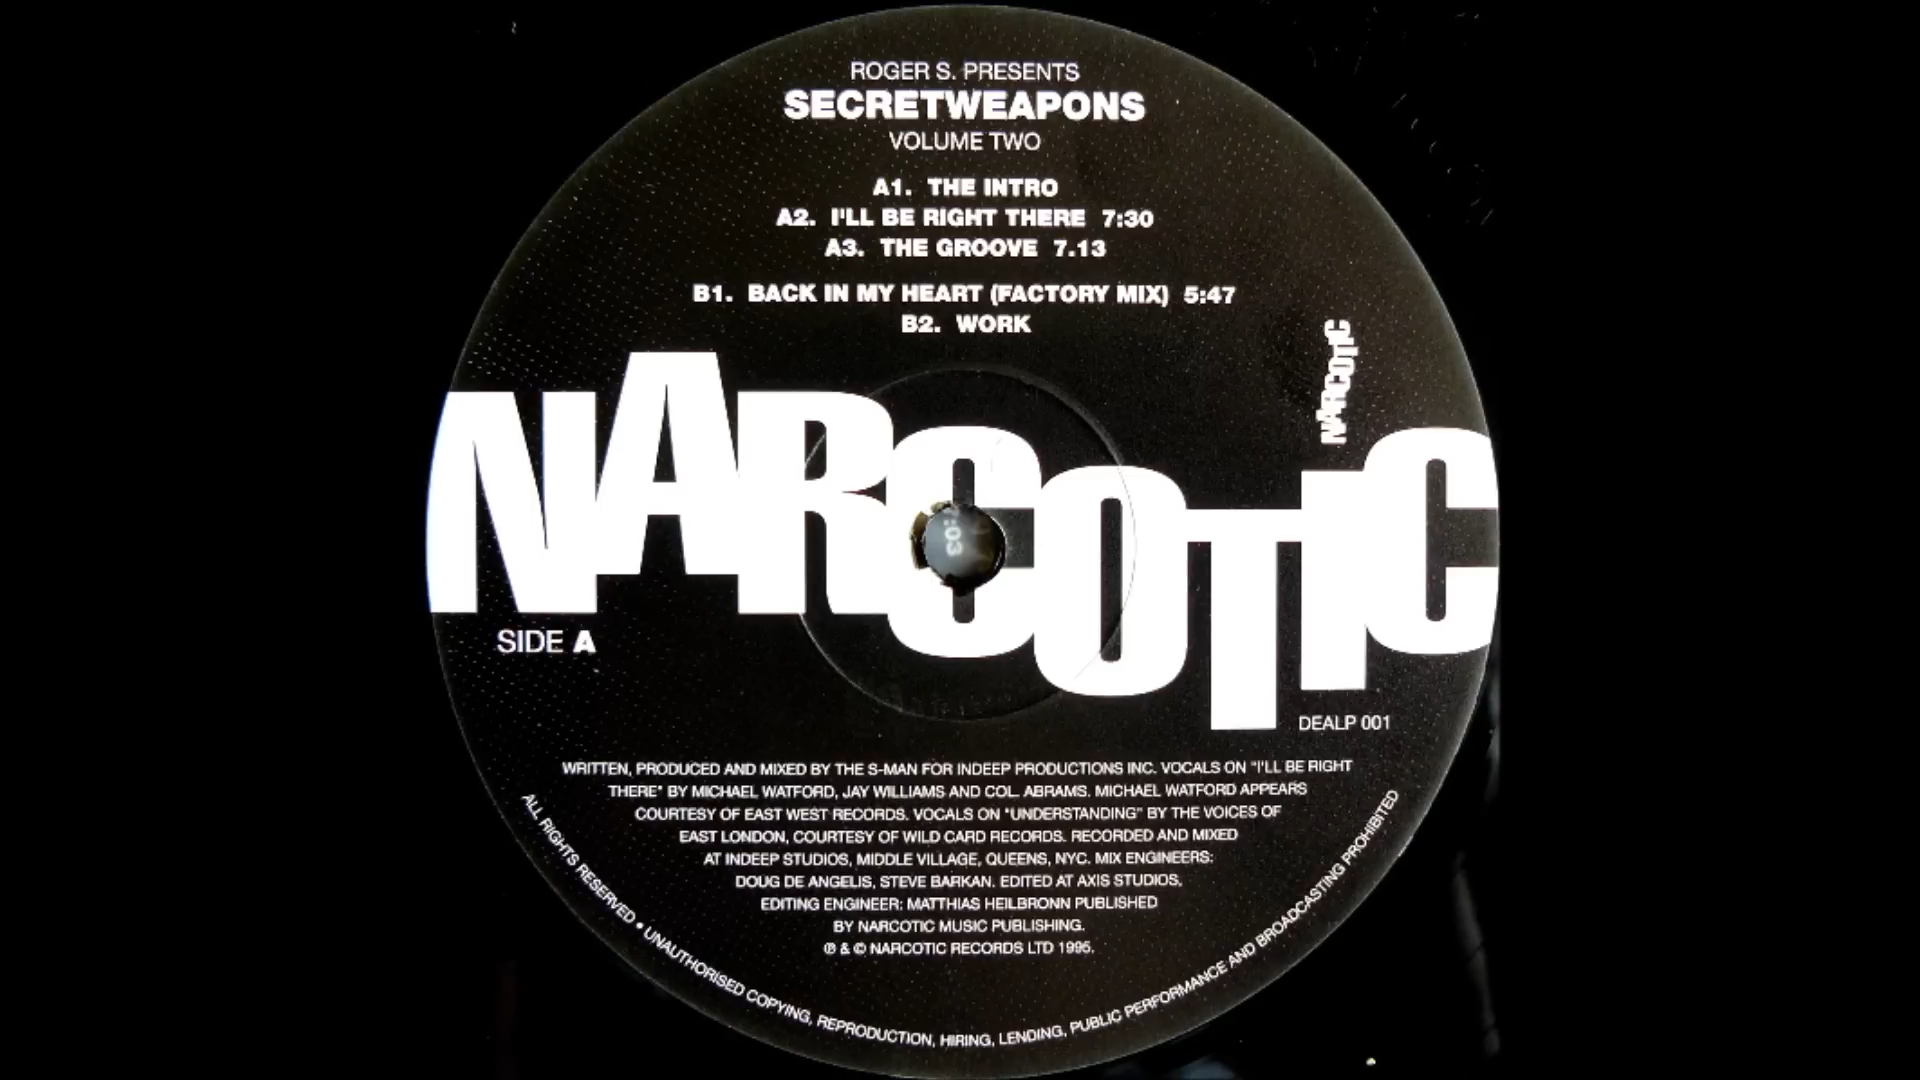 ROGER S. PRESENTS
SECRETWEAPONS
VOLUME TWO
A1. THE INTRO
A2. I'LL BE RIGHT THERE 7:30
A3. THE GROOVE 7.13
B1. BACK IN MY HEART (FACTORY MIX) 5:47
B2. WORK
NARCOTIC
NARCOTIC
:03
SIDE A
DEALP 001
WRITTEN, PRODUCED AND MIXED BY THE S-MAN FOR INDEEP PRODUCTIONS INC. VOCALS ON "I'LL BE RIGHT
THERE" BY MICHAEL WATFORD, JAY WILLIAMS AND COL. ABRAMS. MICHAEL WATFORD APPEARS
COURTESY OF EAST WEST RECORDS. VOCALS ON "UNDERSTANDING" BY THE VOICES OF
EAST LONDON, COURTESY OF WILD CARD RECORDS. RECORDED AND MIXED
AT INDEEP STUDIOS, MIDDLE VILLAGE, QUEENS, NYC. MIX ENGINEERS:
DOUG DE ANGELIS, STEVE BARKAN. EDITED AT AXIS STUDIOS,
EDITING ENGINEER: MATTHIAS HEILBRONN PUBLISHED
BY NARCOTIC MUSIC PUBLISHING.
℗ & © NARCOTIC RECORDS LTD 1995.
ALL RIGHTS RESERVED • UNAUTHORISED COPYING, REPRODUCTION, HIRING, LENDING, PUBLIC PERFORMANCE AND BROADCASTING PROHIBITED